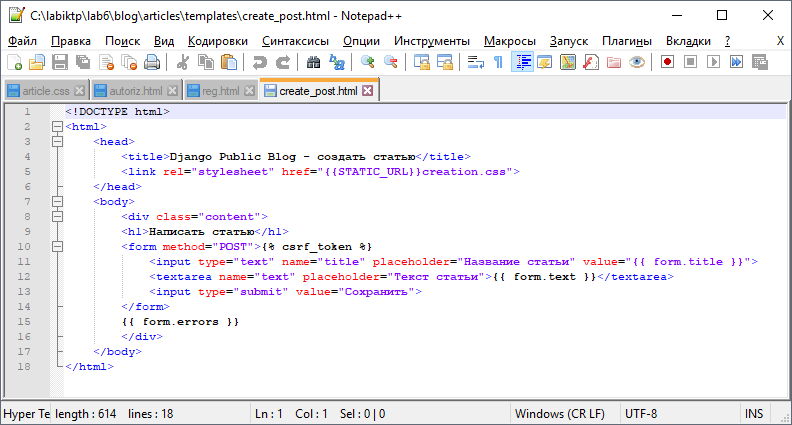 C:\labiktp\lab6\blog\articles\templates\create_post.html - Notepad++
Файл Правка Поиск Вид Кодировки Синтаксисы Опции Инструменты Макросы Запуск Плагины Вкладки ? X
article.css autoriz.html reg.html create_post.html
1 <!DOCTYPE html>
2 <html>
3 <head>
4 <title>Django Public Blog - создать статью</title>
5 <link rel="stylesheet" href="{{STATIC_URL}}creation.css">
6 </head>
7 <body>
8 <div class="content">
9 <h1>Написать статью</h1>
10 <form method="POST">{% csrf_token %}
11 <input type="text" name="title" placeholder="Название статьи" value="{{ form.title }}">
12 <textarea name="text" placeholder="Текст статьи">{{ form.text }}</textarea>
13 <input type="submit" value="Сохранить">
14 </form>
15 {{ form.errors }}
16 </div>
17 </body>
18 </html>
Hyper Te length : 614 lines : 18 Ln : 1 Col : 1 Sel : 0 | 0 Windows (CR LF) UTF-8 INS